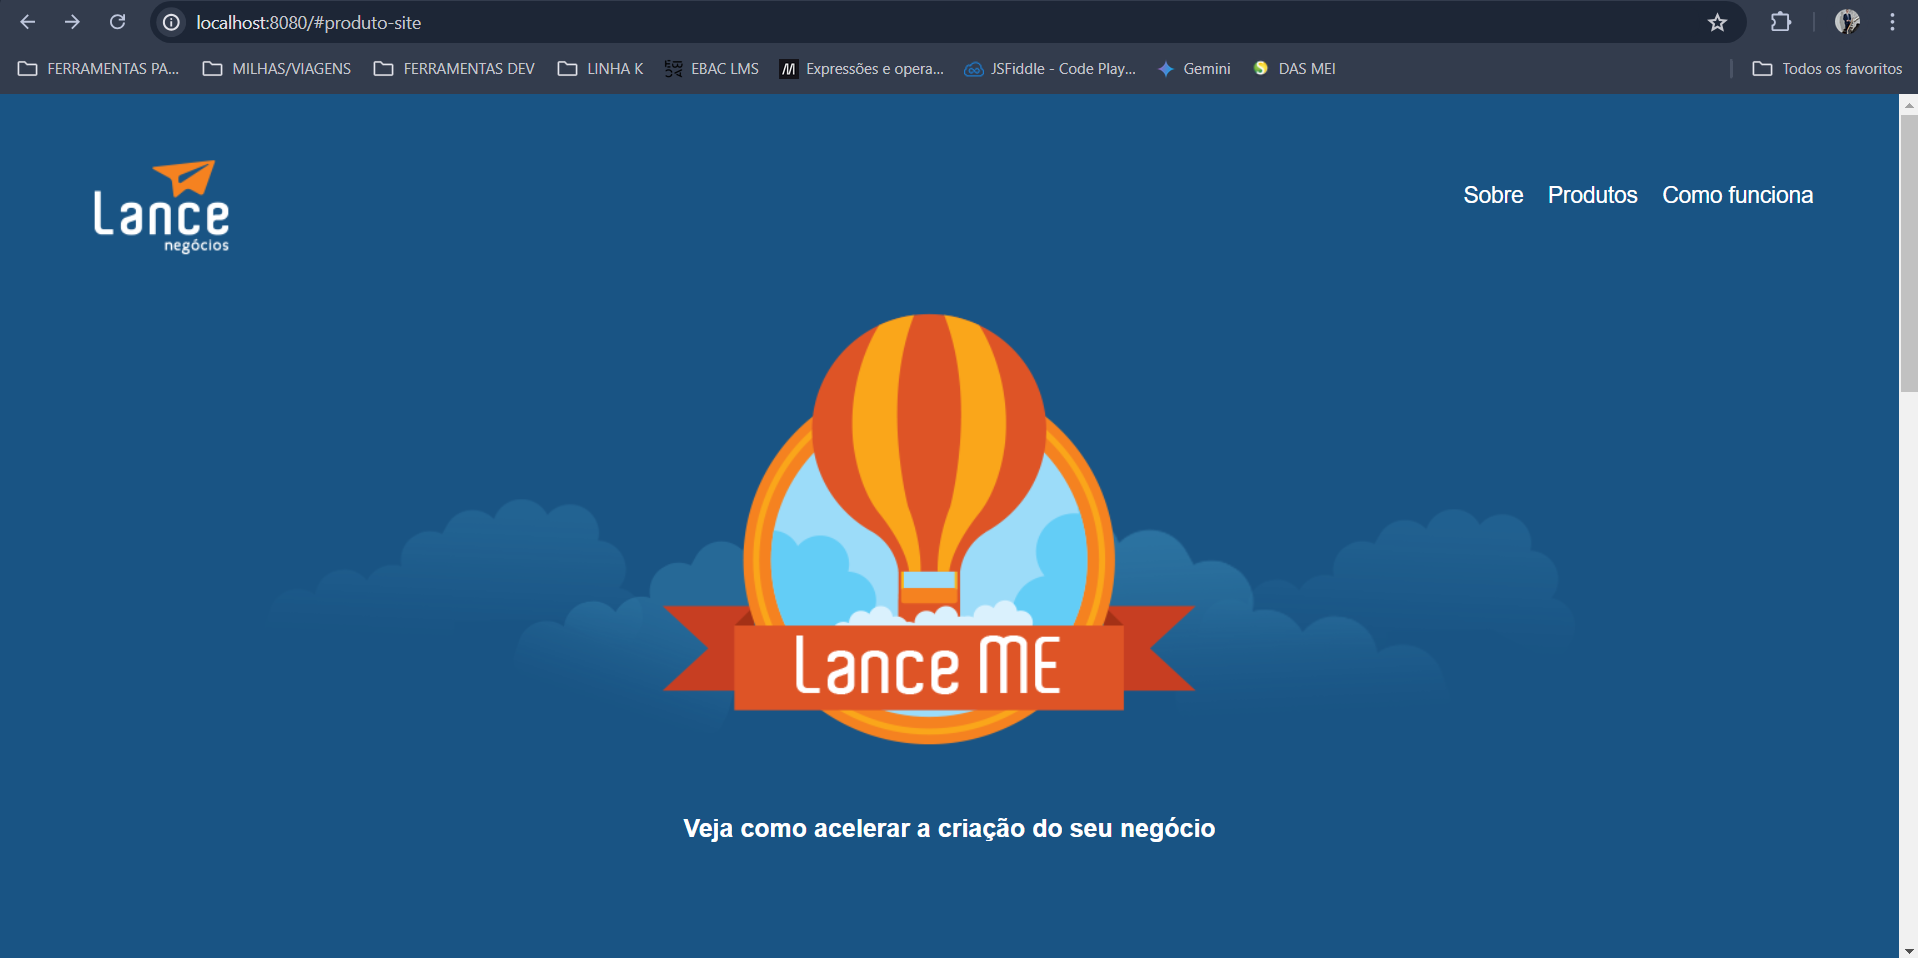 localhost:8080/#produto-site
FERRAMENTAS PA... MILHAS/VIAGENS FERRAMENTAS DEV LINHA K EBAC LMS Expressões e opera... JSFiddle - Code Play... Gemini DAS MEI Todos os favoritos
Lance
negócios
Sobre Produtos Como funciona
Lance ME
Veja como acelerar a criação do seu negócio